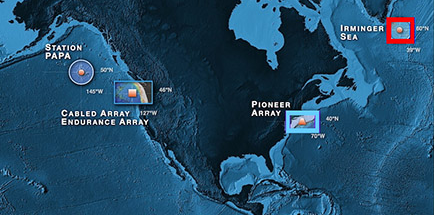 IRMINGER
SEA
60°N
39°W
STATION
PAPA
50°N
145°W
46°N
127°W
CABLED ARRAY
ENDURANCE ARRAY
PIONEER
ARRAY
40°N
70°W